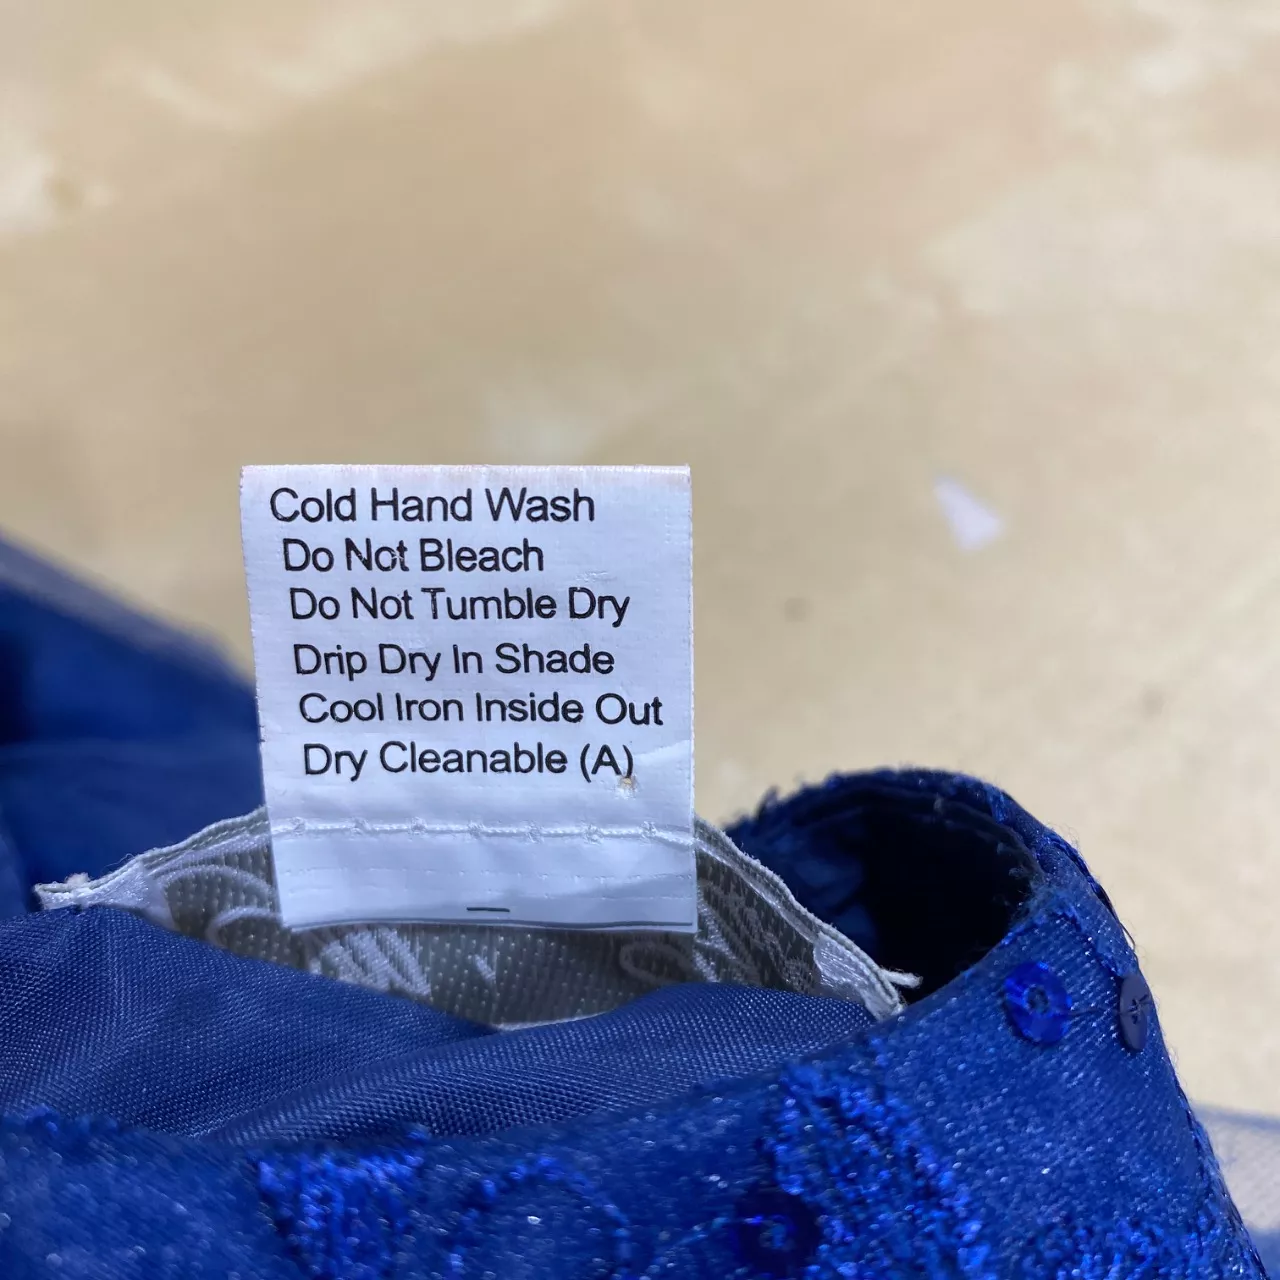 Cold Hand Wash
Do Not Bleach
Do Not Tumble Dry
Drip Dry In Shade
Cool Iron Inside Out
Dry Cleanable (A)